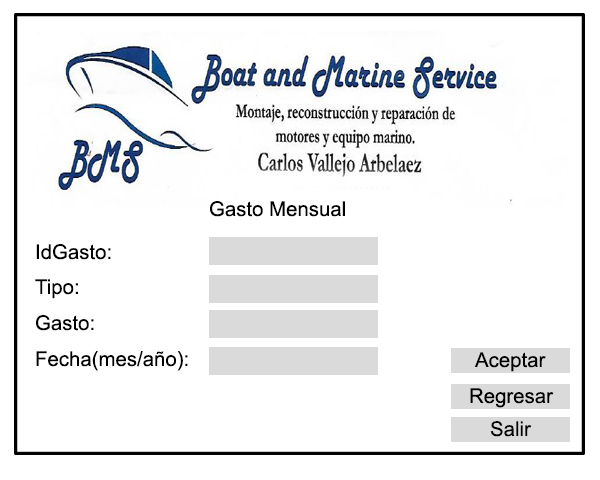 Boat and Marine Service
Montaje, reconstrucción y reparación de
motores y equipo marino.
Carlos Vallejo Arbelaez
BMS
Gasto Mensual
IdGasto:
Tipo:
Gasto:
Fecha(mes/año):
Aceptar
Regresar
Salir